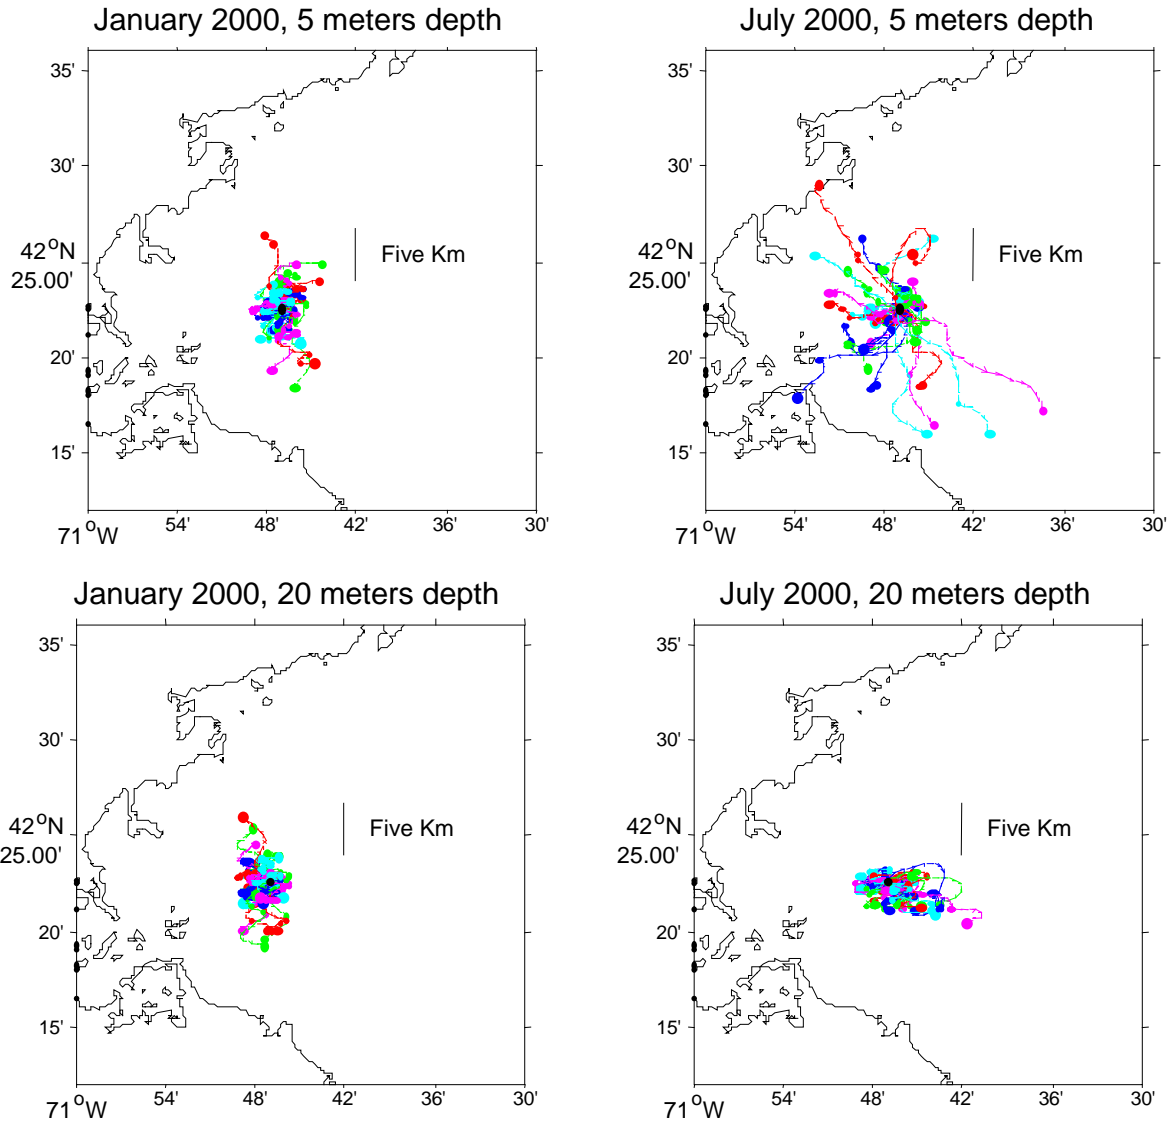 January 2000, 5 meters depth
35'
30'
42°N
25.00'
20'
15'
Five Km
71°W
54'
48'
42'
36'
30'
July 2000, 5 meters depth
35'
30'
42°N
25.00'
20'
15'
Five Km
71°W
54'
48'
42'
36'
30'
January 2000, 20 meters depth
35'
30'
42°N
25.00'
20'
15'
Five Km
71°W
54'
48'
42'
36'
30'
July 2000, 20 meters depth
35'
30'
42°N
25.00'
20'
15'
Five Km
71°W
54'
48'
42'
36'
30'